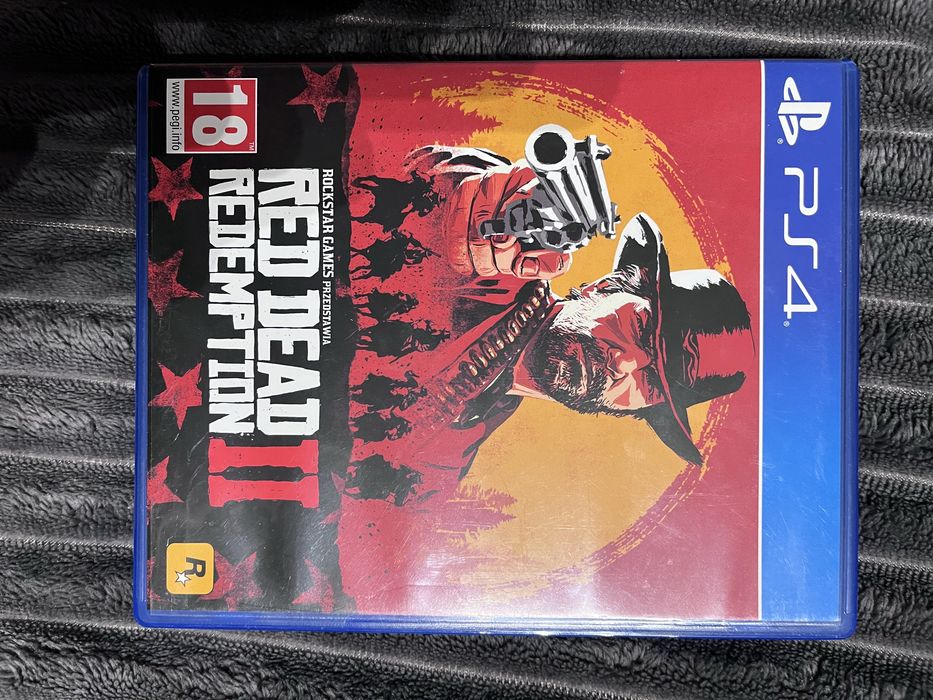 PS4
ROCKSTAR GAMES PRZEDSTAWIA
RED DEAD
REDEMPTION II
18
www.pegi.info
R